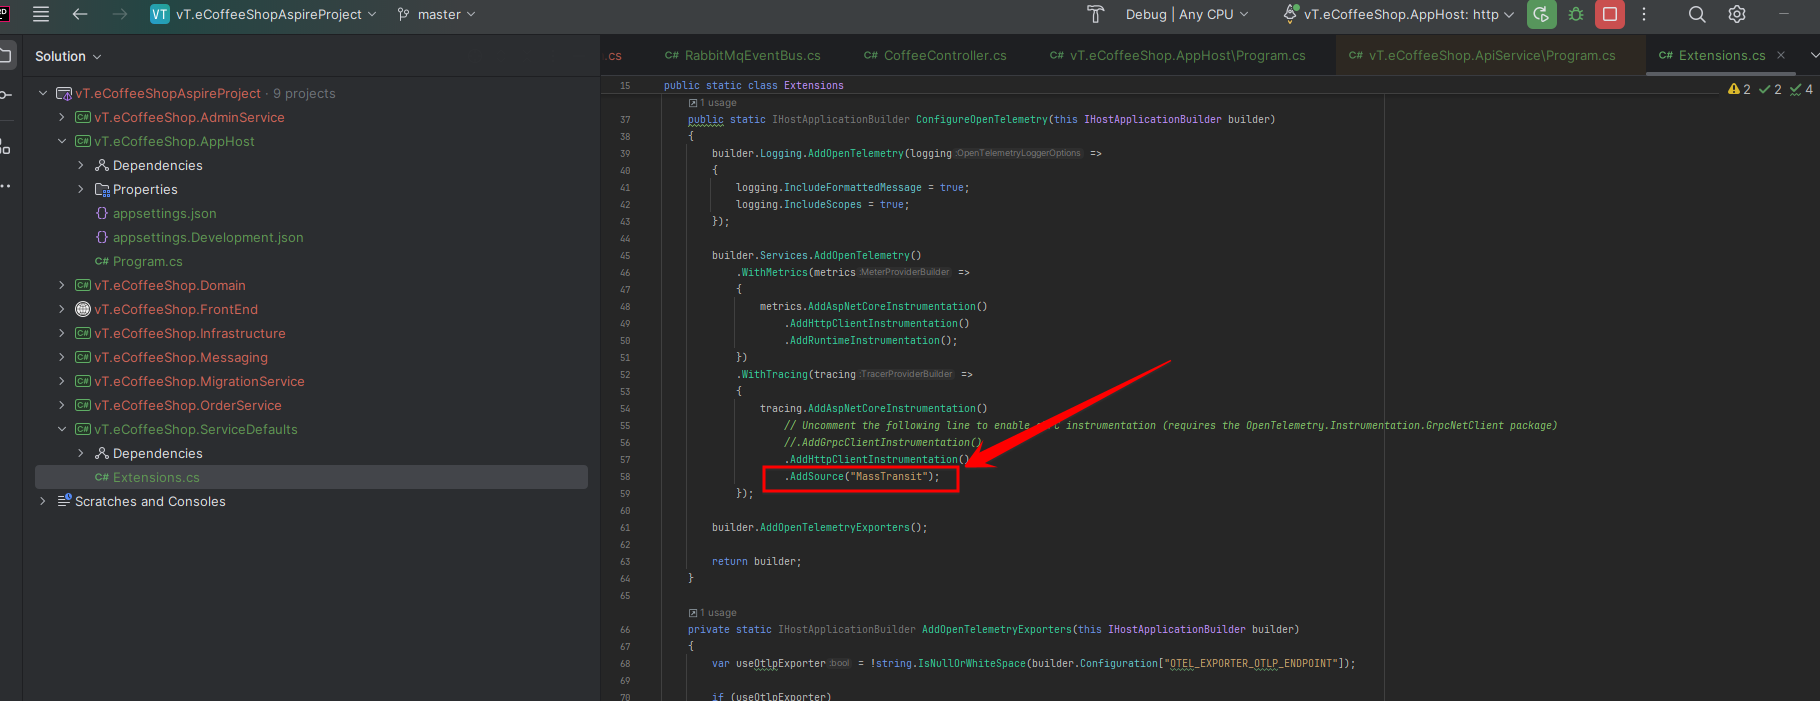 VT vT.eCoffeeShopAspireProject master Debug | Any CPU vT.eCoffeeShop.AppHost: http
Solution
vT.eCoffeeShopAspireProject · 9 projects
C# vT.eCoffeeShop.AdminService
C# vT.eCoffeeShop.AppHost
Dependencies
Properties
{} appsettings.json
{} appsettings.Development.json
C# Program.cs
C# vT.eCoffeeShop.Domain
vT.eCoffeeShop.FrontEnd
C# vT.eCoffeeShop.Infrastructure
C# vT.eCoffeeShop.Messaging
C# vT.eCoffeeShop.MigrationService
C# vT.eCoffeeShop.OrderService
C# vT.eCoffeeShop.ServiceDefaults
Dependencies
C# Extensions.cs
Scratches and Consoles
.cs C# RabbitMqEventBus.cs C# CoffeeController.cs C# vT.eCoffeeShop.AppHost\Program.cs C# vT.eCoffeeShop.ApiService\Program.cs C# Extensions.cs
2 2 4
15 public static class Extensions
1 usage
37 public static IHostApplicationBuilder ConfigureOpenTelemetry(this IHostApplicationBuilder builder)
38 {
39 builder.Logging.AddOpenTelemetry(logging :OpenTelemetryLoggerOptions =>
40 {
41 logging.IncludeFormattedMessage = true;
42 logging.IncludeScopes = true;
43 });
44
45 builder.Services.AddOpenTelemetry()
46 .WithMetrics(metrics :MeterProviderBuilder =>
47 {
48 metrics.AddAspNetCoreInstrumentation()
49 .AddHttpClientInstrumentation()
50 .AddRuntimeInstrumentation();
51 })
52 .WithTracing(tracing :TracerProviderBuilder =>
53 {
54 tracing.AddAspNetCoreInstrumentation()
55 // Uncomment the following line to enable instrumentation (requires the OpenTelemetry.Instrumentation.GrpcNetClient package)
56 //.AddGrpcClientInstrumentation()
57 .AddHttpClientInstrumentation()
58 .AddSource("MassTransit");
59 });
60
61 builder.AddOpenTelemetryExporters();
62
63 return builder;
64 }
65
1 usage
66 private static IHostApplicationBuilder AddOpenTelemetryExporters(this IHostApplicationBuilder builder)
67 {
68 var useOtlpExporter :bool = !string.IsNullOrWhiteSpace(builder.Configuration["OTEL_EXPORTER_OTLP_ENDPOINT"]);
69
70 if (useOtlpExporter)